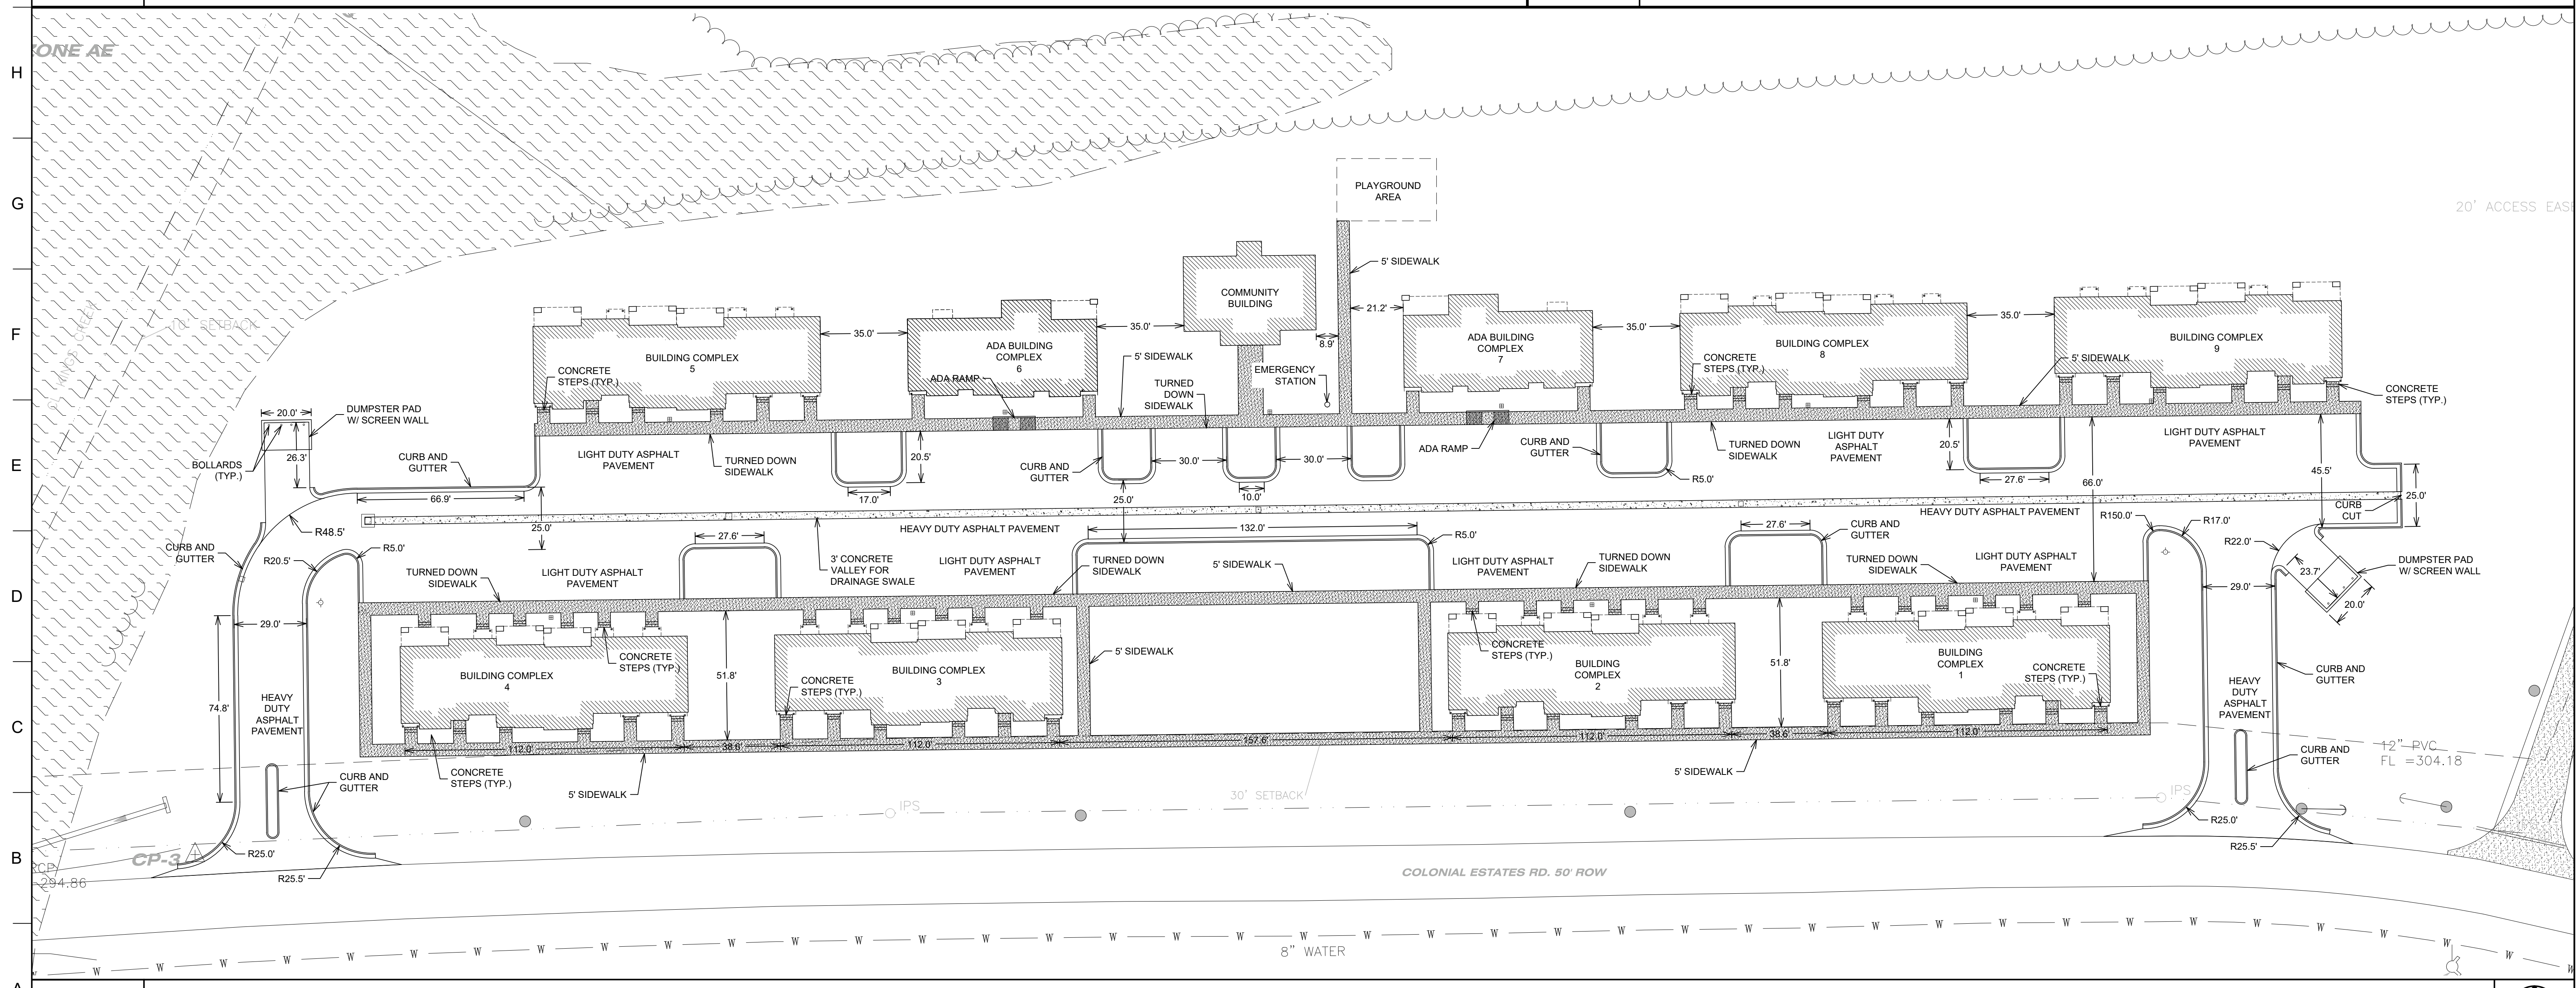 H
ZONE AE
G
PLAYGROUND
AREA
20' ACCESS EAS
5' SIDEWALK
F
10' SETBACK
COMMUNITY
BUILDING
BUILDING COMPLEX
5
35.0'
ADA BUILDING
COMPLEX
6
35.0'
8.9'
21.2'
ADA BUILDING
COMPLEX
7
35.0'
BUILDING COMPLEX
8
35.0'
BUILDING COMPLEX
9
CONCRETE
STEPS (TYP.)
ADA RAMP
5' SIDEWALK
TURNED
DOWN
SIDEWALK
EMERGENCY
STATION
CONCRETE
STEPS (TYP.)
5' SIDEWALK
CONCRETE
STEPS (TYP.)
20.0'
DUMPSTER PAD
W/ SCREEN WALL
E
BOLLARDS
(TYP.)
26.3'
CURB AND
GUTTER
66.9'
LIGHT DUTY ASPHALT
PAVEMENT
TURNED DOWN
SIDEWALK
20.5'
17.0'
CURB AND
GUTTER
30.0'
30.0'
10.0'
25.0'
ADA RAMP
CURB AND
GUTTER
R5.0'
TURNED DOWN
SIDEWALK
LIGHT DUTY
ASPHALT
PAVEMENT
20.5'
27.6'
66.0'
LIGHT DUTY ASPHALT
PAVEMENT
45.5'
25.0'
CURB
CUT
R48.5'
25.0'
HEAVY DUTY ASPHALT PAVEMENT
132.0'
27.6'
HEAVY DUTY ASPHALT PAVEMENT
R150.0'
R17.0'
CURB AND
GUTTER
R20.5'
R5.0'
27.6'
R5.0'
CURB AND
GUTTER
R22.0'
D
TURNED DOWN
SIDEWALK
LIGHT DUTY ASPHALT
PAVEMENT
3' CONCRETE
VALLEY FOR
DRAINAGE SWALE
LIGHT DUTY ASPHALT
PAVEMENT
TURNED DOWN
SIDEWALK
5' SIDEWALK
LIGHT DUTY ASPHALT
PAVEMENT
TURNED DOWN
SIDEWALK
TURNED DOWN
SIDEWALK
LIGHT DUTY ASPHALT
PAVEMENT
23.7'
DUMPSTER PAD
W/ SCREEN WALL
20.0'
29.0'
29.0'
CONCRETE
STEPS (TYP.)
5' SIDEWALK
CONCRETE
STEPS (TYP.)
BUILDING COMPLEX
4
51.8'
BUILDING COMPLEX
3
CONCRETE
STEPS (TYP.)
BUILDING
COMPLEX
2
51.8'
BUILDING
COMPLEX
1
CONCRETE
STEPS (TYP.)
CURB AND
GUTTER
C
74.8'
HEAVY
DUTY
ASPHALT
PAVEMENT
HEAVY
DUTY
ASPHALT
PAVEMENT
112.0'
38.6'
112.0'
157.6'
112.0'
38.6'
112.0'
CURB AND
GUTTER
CONCRETE
STEPS (TYP.)
5' SIDEWALK
5' SIDEWALK
CURB AND
GUTTER
12" PVC
FL =304.18
30' SETBACK
IPS
IPS
B
R25.0'
R25.5'
R25.0'
R25.5'
CP-3
RCP
294.86
COLONIAL ESTATES RD. 50' ROW
8" WATER
W W W W W W W W W W W W W W W W W W W W W W W W W W W W W W W W W W W W W W W W
A